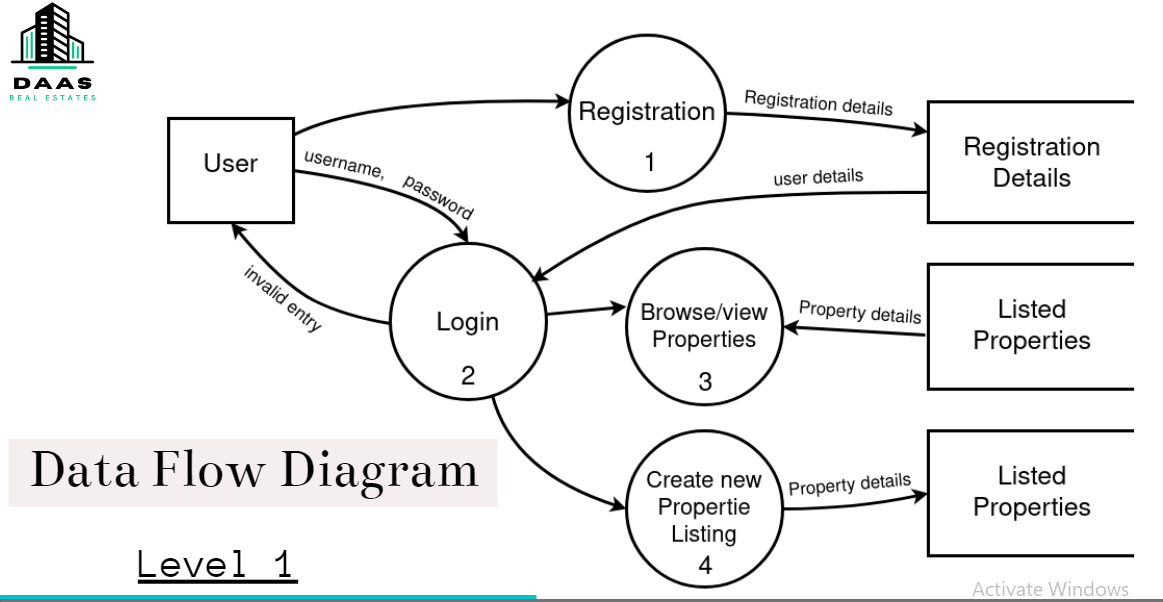 DAAS
REAL ESTATES
User
Registration
1
Registration details
Registration
Details
username, password
user details
invalid entry
Login
2
Browse/view
Properties
3
Property details
Listed
Properties
Data Flow Diagram
Create new
Propertie
Listing
4
Property details
Listed
Properties
Level 1
Activate Windows